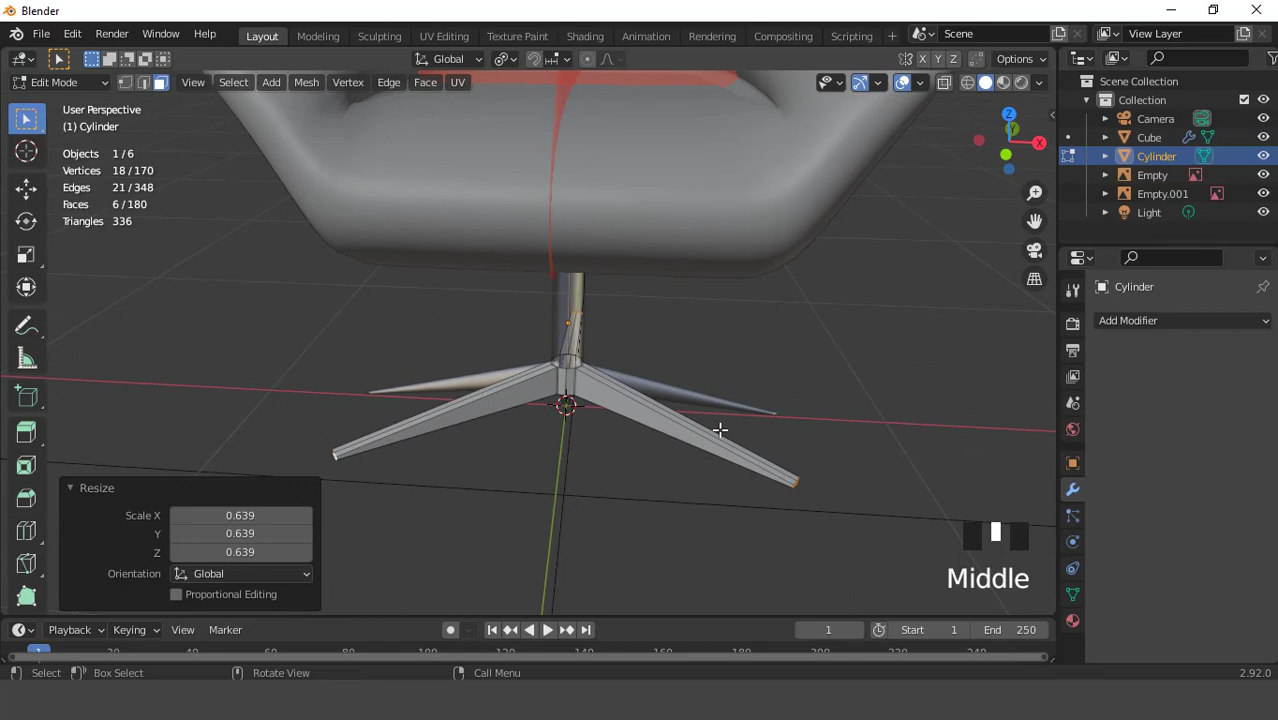 Blender
File Edit Render Window Help Layout Modeling Sculpting UV Editing Texture Paint Shading Animation Rendering Compositing Scripting + Scene View Layer
Global X Y Z Options
Edit Mode View Select Add Mesh Vertex Edge Face UV
User Perspective
(1) Cylinder
Objects 1/6
Vertices 18/170
Edges 21/348
Faces 6/180
Triangles 336
Z
Y
X
Scene Collection
Collection
Camera
Cube
Cylinder
Empty
Empty.001
Light
Cylinder
Add Modifier
Resize
Scale X 0.639
Y 0.639
Z 0.639
Orientation Global
Proportional Editing
Middle
Playback Keying View Marker 1 Start 1 End 250
1
Select Box Select Rotate View Call Menu 2.92.0